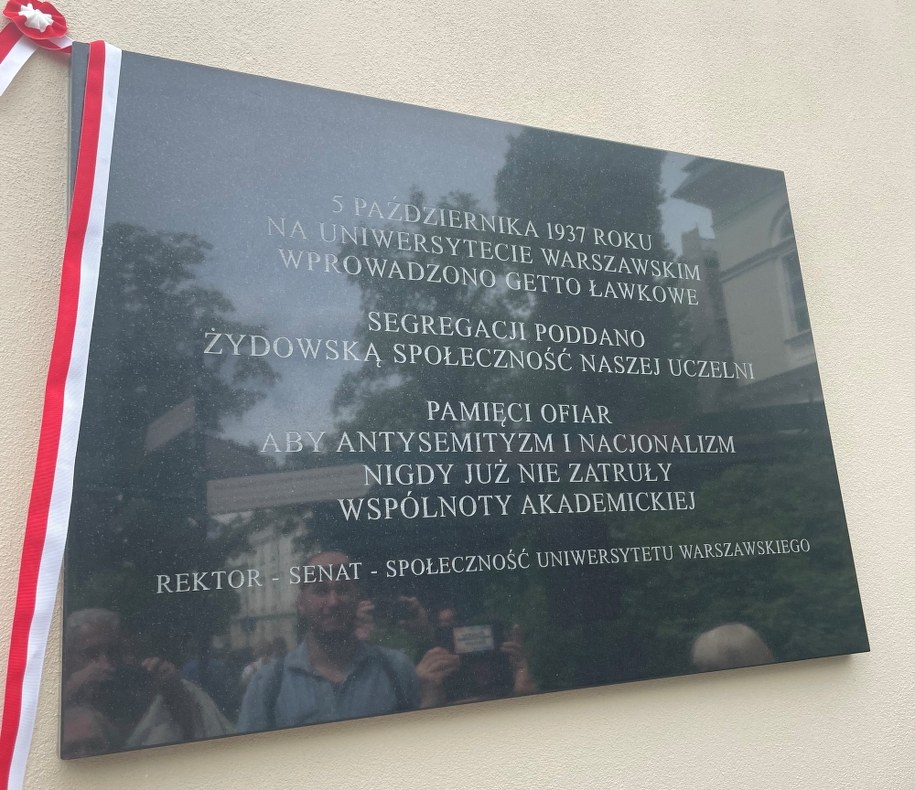 5 PAŹDZIERNIKA 1937 ROKU
NA UNIWERSYTECIE WARSZAWSKIM
WPROWADZONO GETTO ŁAWKOWE
SEGREGACJI PODDANO
ŻYDOWSKĄ SPOŁECZNOŚĆ NASZEJ UCZELNI
PAMIĘCI OFIAR
ABY ANTYSEMITYZM I NACJONALIZM
NIGDY JUŻ NIE ZATRUŁY
WSPÓLNOTY AKADEMICKIEJ
REKTOR - SENAT - SPOŁECZNOŚĆ UNIWERSYTETU WARSZAWSKIEGO